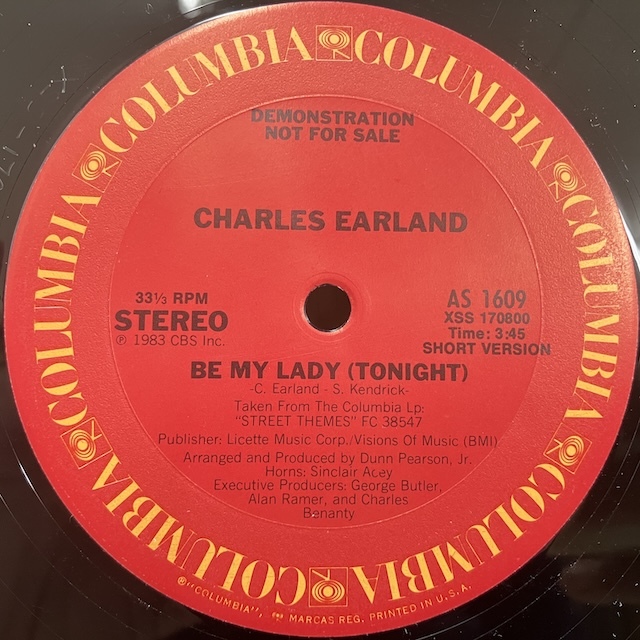 COLUMBIA COLUMBIA COLUMBIA COLUMBIA COLUMBIA COLUMBIA COLUMBIA
DEMONSTRATION
NOT FOR SALE
CHARLES EARLAND
33⅓ RPM
STEREO
℗ 1983 CBS Inc.
AS 1609
XSS 170800
Time: 3:45
SHORT VERSION
BE MY LADY (TONIGHT)
-C. Earland - S. Kendrick-
Taken From The Columbia Lp:
"STREET THEMES" FC 38547
Publisher: Licette Music Corp./Visions Of Music (BMI)
Arranged and Produced by Dunn Pearson, Jr.
Horns: Sinclair Acey
Executive Producers: George Butler,
Alan Ramer, and Charles
Benanty
®"COLUMBIA", MARCAS REG. PRINTED IN U.S.A.